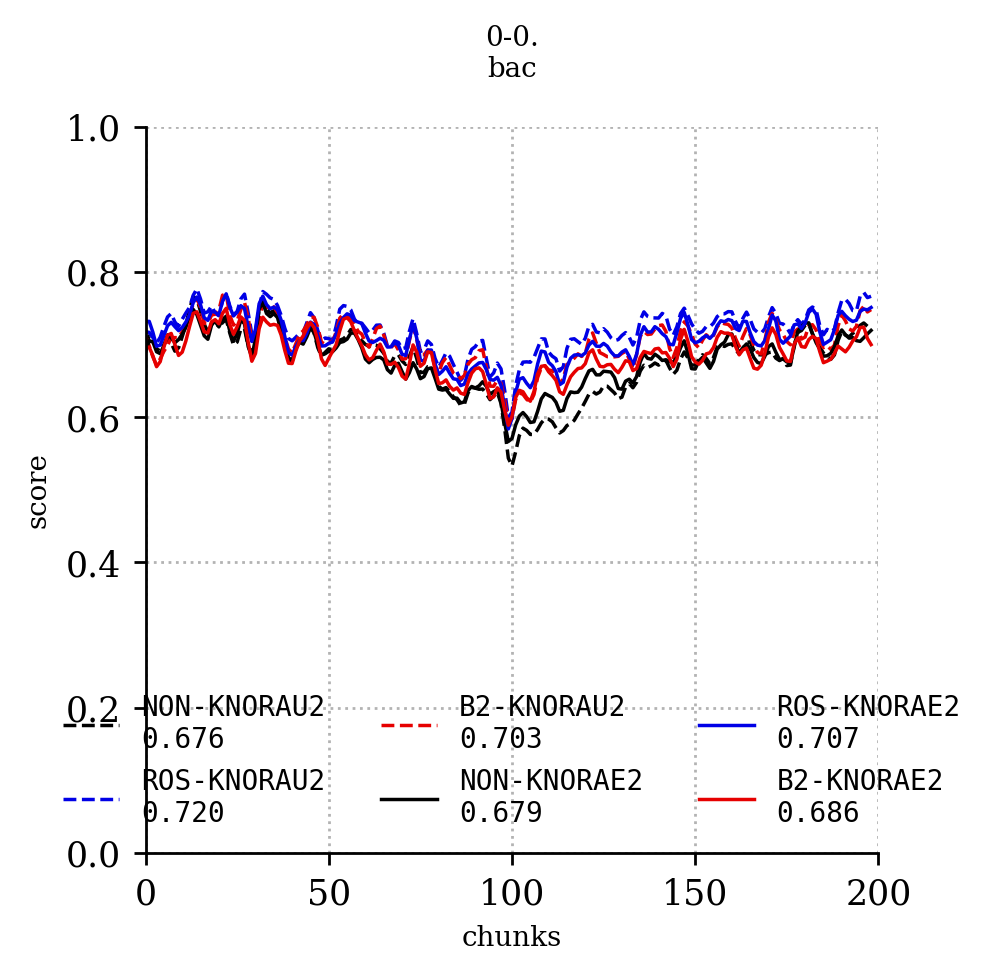 0-0.
bac
1.0
0.8
0.6
0.4
0.2
0.0
score
NON-KNORAU2 B2-KNORAU2 ROS-KNORAE2
0.676 0.703 0.707
ROS-KNORAU2 NON-KNORAE2 B2-KNORAE2
0.720 0.679 0.686
0 50 100 150 200
chunks